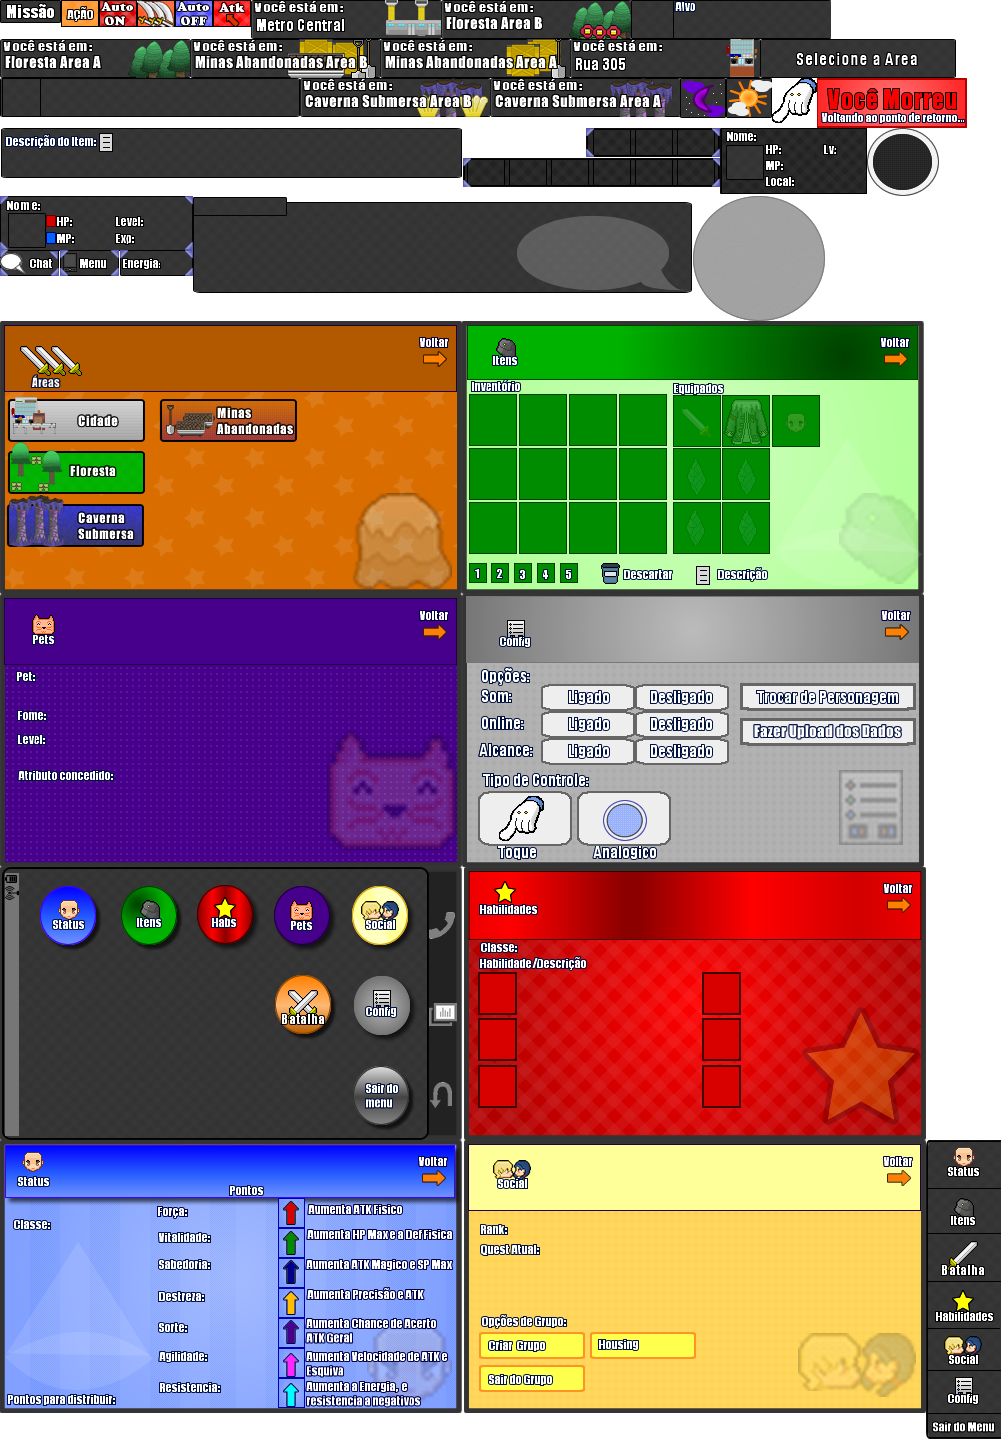 Missão
AÇÃO
Auto
ON
Auto
OFF
Atk
Você está em:
Metro Central
Você está em:
Floresta Area B
Alvo
Você está em:
Floresta Area A
Você está em:
Minas Abandonadas Area B
Você está em:
Minas Abandonadas Area A
Você está em:
Rua 305
Selecione a Area
Você está em:
Caverna Submersa Area B
Você está em:
Caverna Submersa Area A
Você Morreu
Voltando ao ponto de retorno...
Descrição do Item:
Nome:
HP:
Lv:
MP:
Local:
Nome:
HP:
Level:
MP:
Exp:
Chat
Menu
Energia:
Áreas
Voltar
Cidade
Minas
Abandonadas
Floresta
Caverna
Submersa
Itens
Voltar
Inventório
Equipados
1 2 3 4 5
Descartar
Descrição
Pets
Voltar
Pet:
Fome:
Level:
Atributo concedido:
Config
Voltar
Opções:
Som:
Ligado
Desligado
Trocar de Personagem
Online:
Ligado
Desligado
Fazer Upload dos Dados
Alcance:
Ligado
Desligado
Tipo de Controle:
Toque
Analogico
Status
Itens
Habs
Pets
Social
Batalha
Config
Sair do
menu
Habilidades
Voltar
Classe:
Habilidade/Descrição
Status
Pontos
Voltar
Classe:
Força:
Aumenta ATK Físico
Vitalidade:
Aumenta HP Max e a Def Física
Sabedoria:
Aumenta ATK Magico e SP Max
Destreza:
Aumenta Precisão e ATK
Sorte:
Aumenta Chance de Acerto
ATK Geral
Agilidade:
Aumenta Velocidade de ATK e
Esquiva
Resistencia:
Aumenta a Energia, e
resistencia a negativos
Pontos para distribuir:
Social
Voltar
Rank:
Quest Atual:
Opções de Grupo:
Criar Grupo
Housing
Sair do Grupo
Status
Itens
Batalha
Habilidades
Social
Config
Sair do Menu